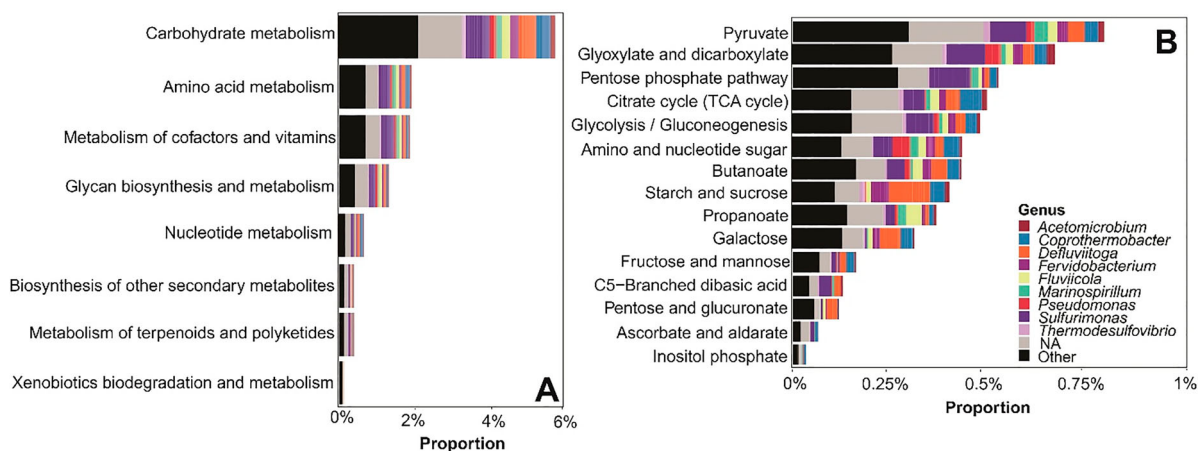 Carbohydrate metabolism
Amino acid metabolism
Metabolism of cofactors and vitamins
Glycan biosynthesis and metabolism
Nucleotide metabolism
Biosynthesis of other secondary metabolites
Metabolism of terpenoids and polyketides
Xenobiotics biodegradation and metabolism
A
0%
2%
4%
6%
Proportion
B
Pyruvate
Glyoxylate and dicarboxylate
Pentose phosphate pathway
Citrate cycle (TCA cycle)
Glycolysis / Gluconeogenesis
Amino and nucleotide sugar
Butanoate
Starch and sucrose
Propanoate
Galactose
Fructose and mannose
C5−Branched dibasic acid
Pentose and glucuronate
Ascorbate and aldarate
Inositol phosphate
Genus
Acetomicrobium
Coprothermobacter
Defluviitoga
Fervidobacterium
Fluviicola
Marinospirillum
Pseudomonas
Sulfurimonas
Thermodesulfovibrio
NA
Other
0%
0.25%
0.5%
0.75%
1%
Proportion